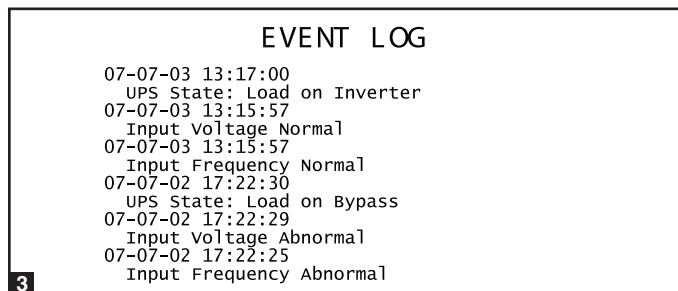 EVENT LOG
07-07-03 13:17:00
UPS State: Load on Inverter
07-07-03 13:15:57
Input Voltage Normal
07-07-03 13:15:57
Input Frequency Normal
07-07-02 17:22:30
UPS State: Load on Bypass
07-07-02 17:22:29
Input Voltage Abnormal
07-07-02 17:22:25
Input Frequency Abnormal
3